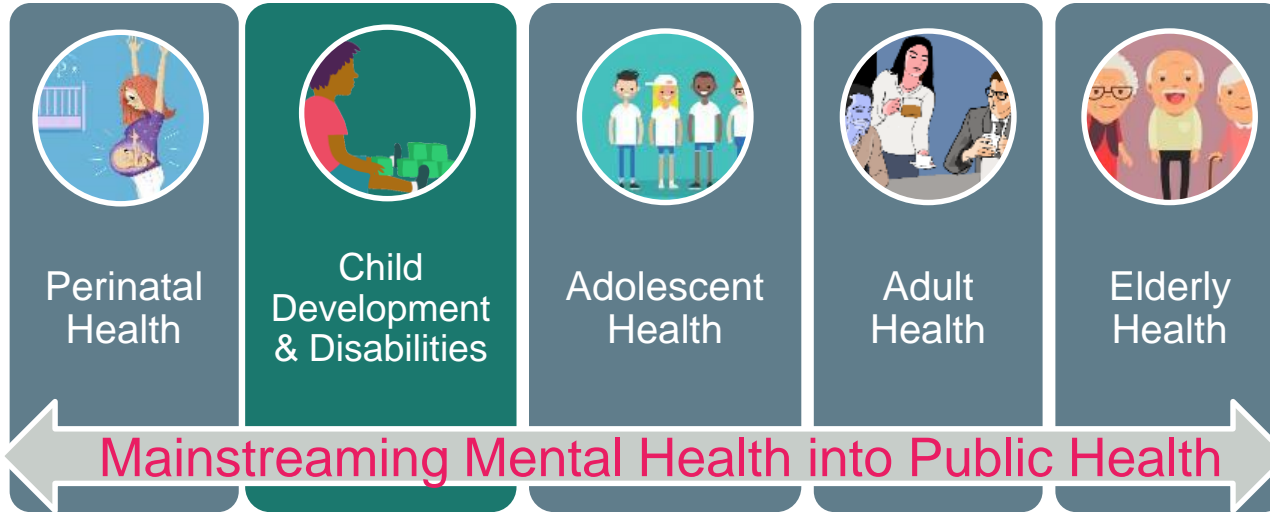 Perinatal
Health
Child
Development
& Disabilities
Adolescent
Health
Adult
Health
Elderly
Health
Mainstreaming Mental Health into Public Health